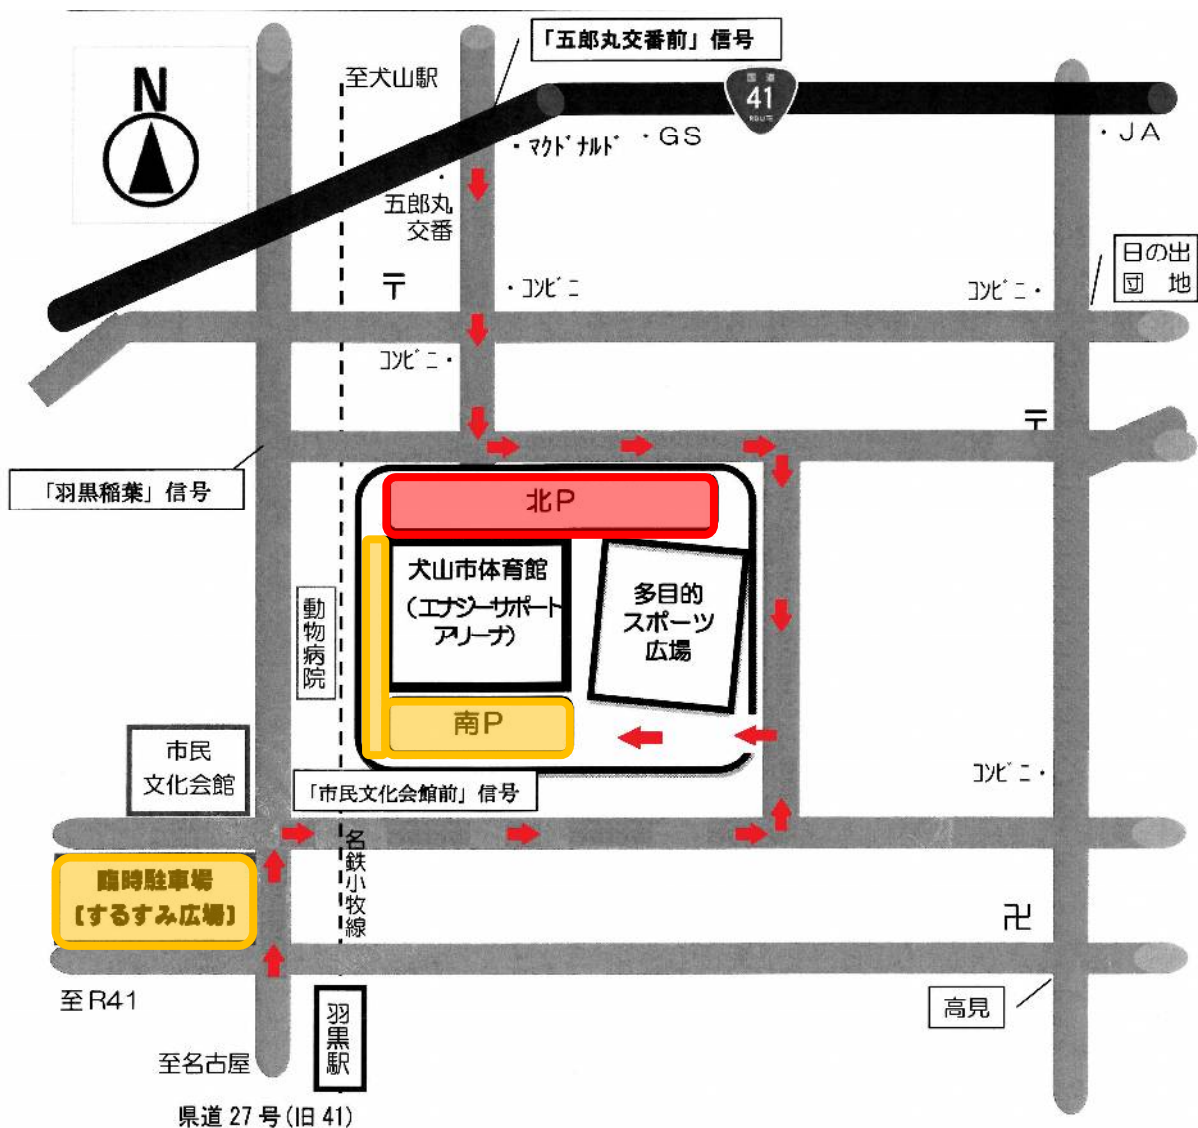 「五郎丸交番前」信号
N
至犬山駅
国道
41
ROUTE
・マクドナルド
・GS
・JA
五郎丸
交番
日の出
団 地
〒
・コンビニ
コンビニ・
コンビニ・
〒
「羽黒稲葉」信号
北P
犬山市体育館
(エナジーサポート
アリーナ)
多目的
スポーツ
広場
動物病院
南P
市民
文化会館
「市民文化会館前」信号
コンビニ・
名鉄小牧線
臨時駐車場
[するすみ広場]
卍
至R41
高見
羽黒駅
至名古屋
県道27号(旧41)